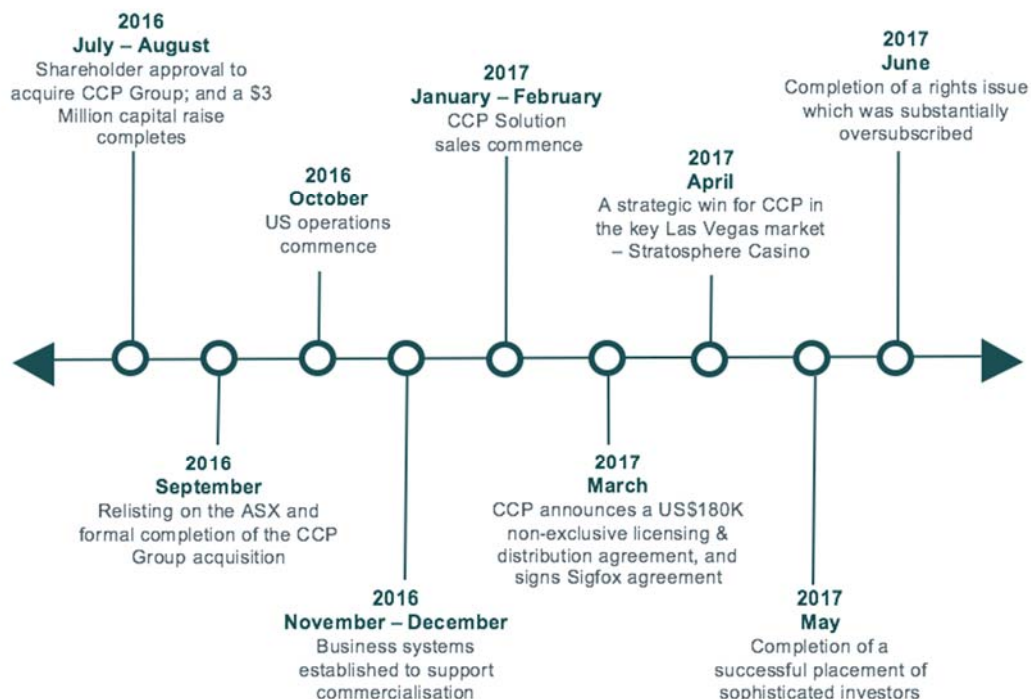 2016
July – August
Shareholder approval to
acquire CCP Group; and a $3
Million capital raise
completes
2016
September
Relisting on the ASX and
formal completion of the CCP
Group acquisition
2016
October
US operations
commence
2016
November – December
Business systems
established to support
commercialisation
2017
January – February
CCP Solution
sales commence
2017
March
CCP announces a US$180K
non-exclusive licensing &
distribution agreement, and
signs Sigfox agreement
2017
April
A strategic win for CCP in
the key Las Vegas market
– Stratosphere Casino
2017
May
Completion of a
successful placement of
sophisticated investors
2017
June
Completion of a rights issue
which was substantially
oversubscribed